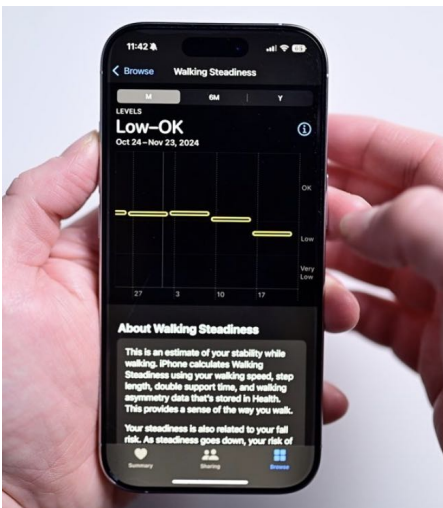 11:42
Browse
Walking Steadiness
M 6M Y
LEVELS
Low–OK
Oct 24–Nov 23, 2024
OK
Low
Very
Low
27 3 10 17
About Walking Steadiness
This is an estimate of your stability while
walking. iPhone calculates Walking
Steadiness using your walking speed, step
length, double support time, and walking
asymmetry data that's stored in Health.
This provides a sense of the way you walk.
Your steadiness is also related to your fall
risk. As steadiness goes down, your risk of
Summary Sharing Browse